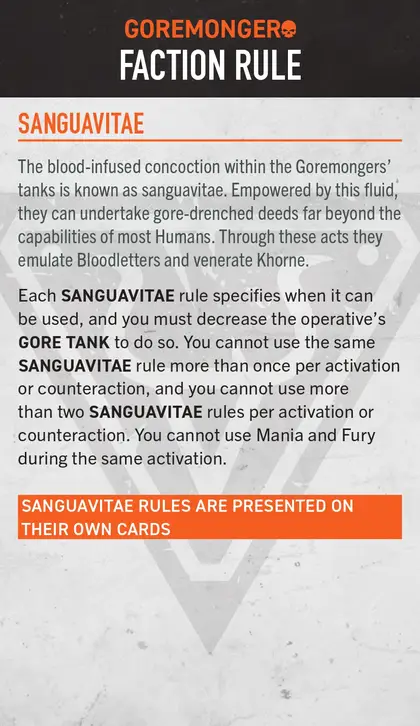 GOREMONGER
FACTION RULE
SANGUAVITAE
The blood-infused concoction within the Goremongers’
tanks is known as sanguavitae. Empowered by this fluid,
they can undertake gore-drenched deeds far beyond the
capabilities of most Humans. Through these acts they
emulate Bloodletters and venerate Khorne.
Each SANGUAVITAE rule specifies when it can
be used, and you must decrease the operative’s
GORE TANK to do so. You cannot use the same
SANGUAVITAE rule more than once per activation
or counteraction, and you cannot use more
than two SANGUAVITAE rules per activation or
counteraction. You cannot use Mania and Fury
during the same activation.
SANGUAVITAE RULES ARE PRESENTED ON
THEIR OWN CARDS